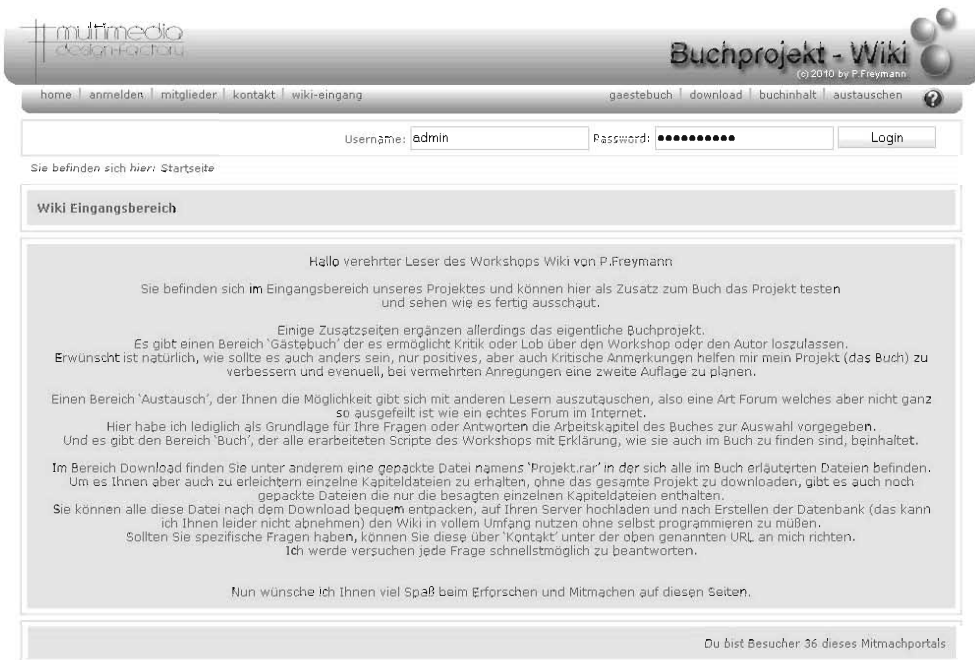 multimedia
design-factory
Buchprojekt - Wiki
(c) 2010 by P.Freymann
home | anmelden | mitglieder | kontakt | wiki-eingang
gaestebuch | download | buchinhalt | austauschen ?
Username: admin Password: ●●●●●●●●●● Login
Sie befinden sich hier: Startseite
Wiki Eingangsbereich
Hallo verehrter Leser des Workshops Wiki von P.Freymann
Sie befinden sich im Eingangsbereich unseres Projektes und können hier als Zusatz zum Buch das Projekt testen
und sehen wie es fertig ausschaut.
Einige Zusatzseiten ergänzen allerdings das eigentliche Buchprojekt.
Es gibt einen Bereich 'Gästebuch' der es ermöglicht Kritik oder Lob über den Workshop oder den Autor loszulassen.
Erwünscht ist natürlich, wie sollte es auch anders sein, nur positives, aber auch Kritische Anmerkungen helfen mir mein Projekt (das Buch) zu
verbessern und evenuell, bei vermehrten Anregungen eine zweite Auflage zu planen.
Einen Bereich 'Austausch', der Ihnen die Möglichkeit gibt sich mit anderen Lesern auszutauschen, also eine Art Forum welches aber nicht ganz
so ausgefeilt ist wie ein echtes Forum im Internet.
Hier habe ich lediglich als Grundlage für Ihre Fragen oder Antworten die Arbeitskapitel des Buches zur Auswahl vorgegeben.
Und es gibt den Bereich 'Buch', der alle erarbeiteten Scripte des Workshops mit Erklärung, wie sie auch im Buch zu finden sind, beinhaltet.
Im Bereich Download finden Sie unter anderem eine gepackte Datei namens 'Projekt.rar' in der sich alle im Buch erläuterten Dateien befinden.
Um es Ihnen aber auch zu erleichtern einzelne Kapiteldateien zu erhalten, ohne das gesamte Projekt zu downloaden, gibt es auch noch
gepackte Dateien die nur die besagten einzelnen Kapiteldateien enthalten.
Sie können alle diese Datei nach dem Download bequem entpacken, auf Ihren Server hochladen und nach Erstellen der Datenbank (das kann
ich Ihnen leider nicht abnehmen) den Wiki in vollem Umfang nutzen ohne selbst programmieren zu müßen.
Sollten Sie spezifische Fragen haben, können Sie diese über 'Kontakt' unter der oben genannten URL an mich richten.
Ich werde versuchen jede Frage schnellstmöglich zu beantworten.
Nun wünsche ich Ihnen viel Spaß beim Erforschen und Mitmachen auf diesen Seiten.
Du bist Besucher 36 dieses Mitmachportals